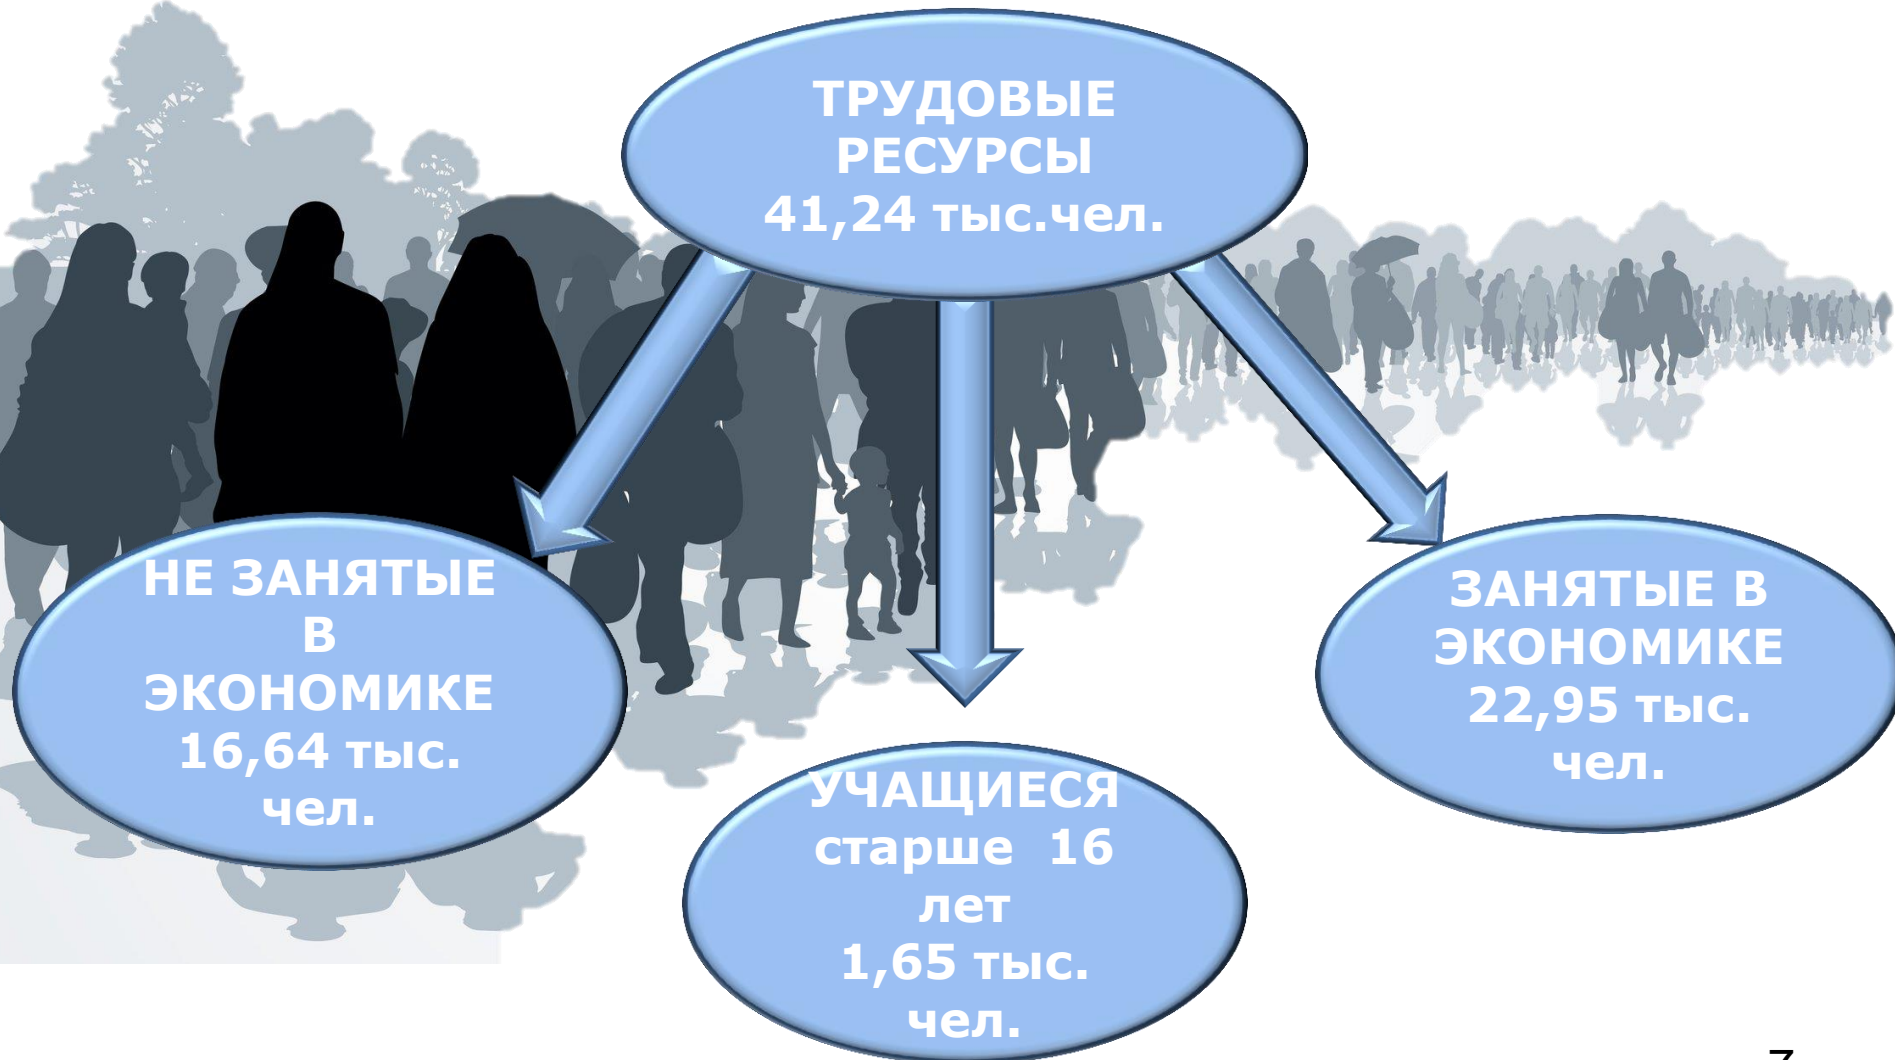 ТРУДОВЫЕ
РЕСУРСЫ
41,24 тыс.чел.
НЕ ЗАНЯТЫЕ
В
ЭКОНОМИКЕ
16,64 тыс.
чел.
УЧАЩИЕСЯ
старше  16
лет
1,65 тыс.
чел.
ЗАНЯТЫЕ В
ЭКОНОМИКЕ
22,95 тыс.
чел.
7